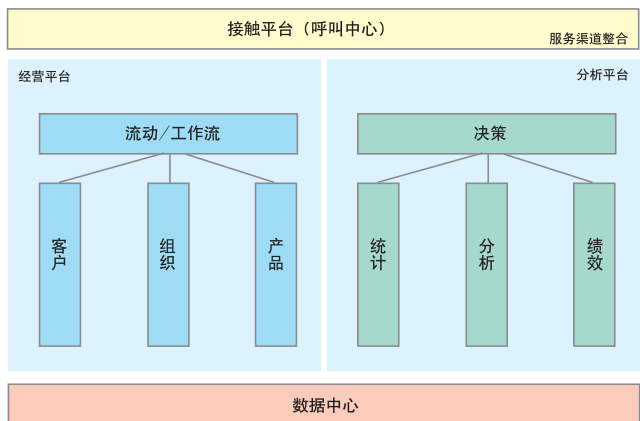 接触平台（呼叫中心）
服务渠道整合
经营平台
分析平台
流动/工作流
决策
客户
组织
产品
统计
分析
绩效
数据中心